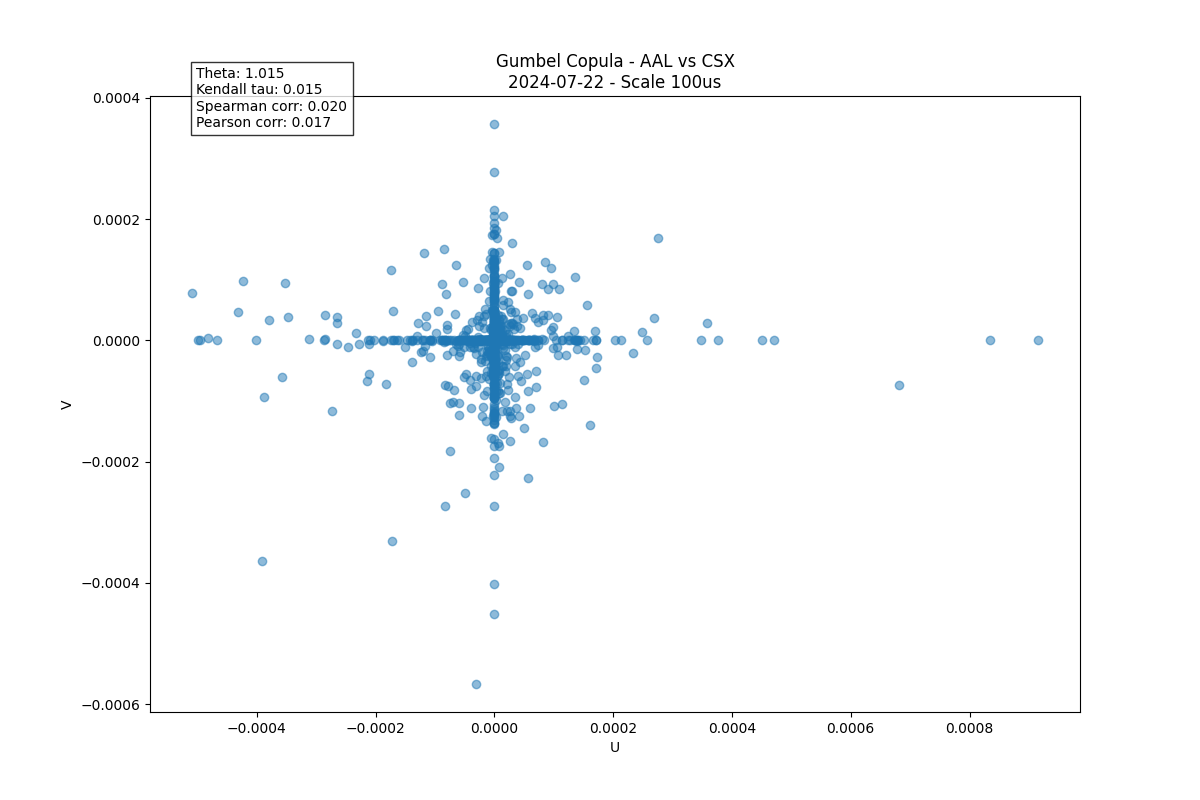 Gumbel Copula - AAL vs CSX
2024-07-22 - Scale 100us
Theta: 1.015
Kendall tau: 0.015
Spearman corr: 0.020
Pearson corr: 0.017
0.0004
0.0002
0.0000
−0.0002
−0.0004
−0.0006
V
−0.0004
−0.0002
0.0000
0.0002
0.0004
0.0006
0.0008
U